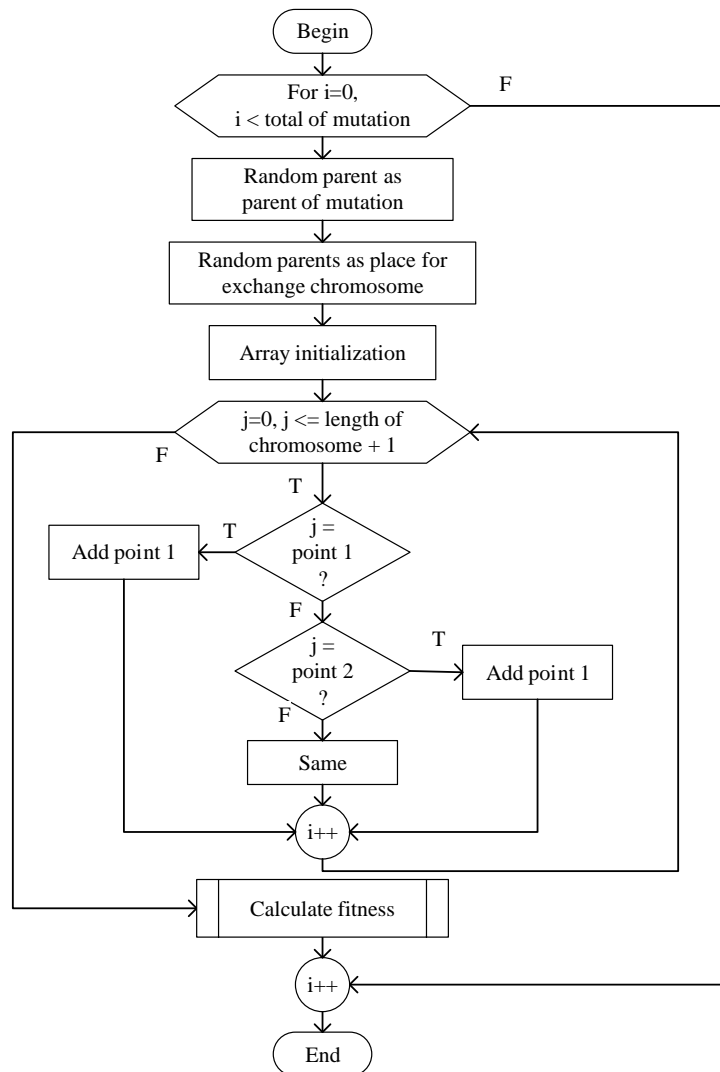 Begin
For i=0,
i < total of mutation
F
Random parent as
parent of mutation
Random parents as place for
exchange chromosome
Array initialization
j=0, j <= length of
chromosome + 1
F
T
j =
point 1
?
T
Add point 1
F
j =
point 2
?
T
Add point 1
F
Same
i++
Calculate fitness
i++
End